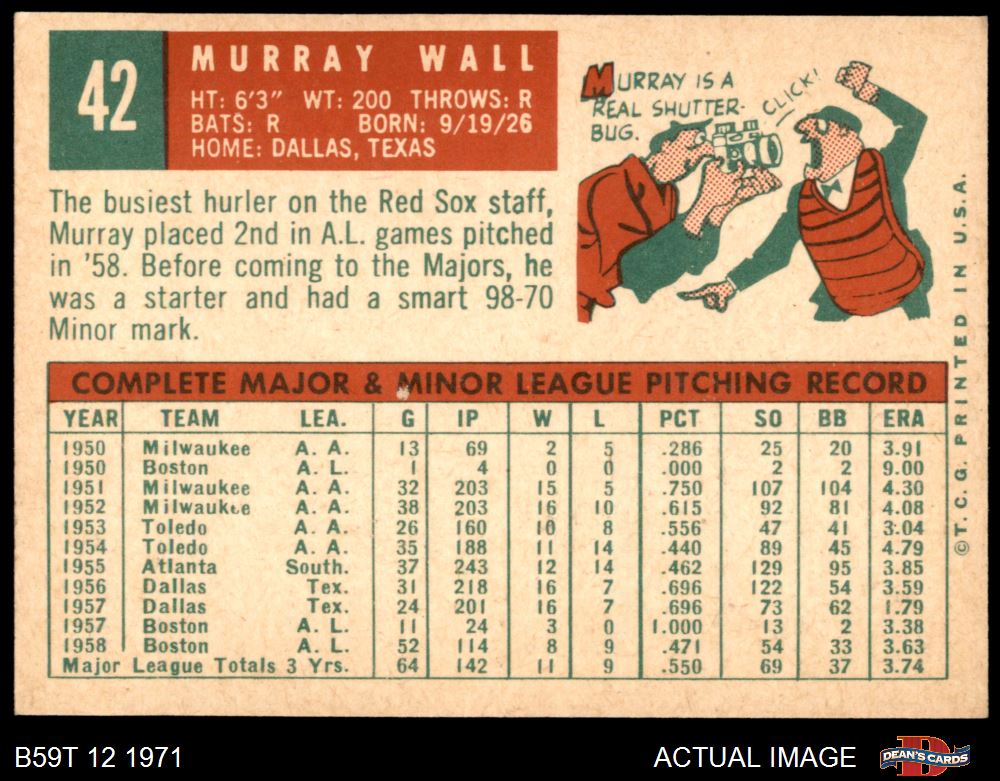 42
MURRAY WALL
HT: 6'3" WT: 200 THROWS: R
BATS: R BORN: 9/19/26
HOME: DALLAS, TEXAS
The busiest hurler on the Red Sox staff,
Murray placed 2nd in A.L. games pitched
in '58. Before coming to the Majors, he
was a starter and had a smart 98-70
Minor mark.
MURRAY IS A
REAL SHUTTER-
BUG.
CLICK!
COMPLETE MAJOR & MINOR LEAGUE PITCHING RECORD
YEAR TEAM LEA. G IP W L PCT SO BB ERA
1950 Milwaukee A. A. 13 69 2 5 .286 25 20 3.91
1950 Boston A. L. 1 4 0 0 .000 2 2 9.00
1951 Milwaukee A. A. 32 203 15 5 .750 107 104 4.30
1952 Milwaukee A. A. 38 203 16 10 .615 92 81 4.08
1953 Toledo A. A. 26 160 10 8 .556 47 41 3.04
1954 Toledo A. A. 35 188 11 14 .440 89 45 4.79
1955 Atlanta South. 37 243 12 14 .462 129 95 3.85
1956 Dallas Tex. 31 218 16 7 .696 122 54 3.59
1957 Dallas Tex. 24 201 16 7 .696 73 62 1.79
1957 Boston A. L. 11 24 3 0 1.000 13 2 3.38
1958 Boston A. L. 52 114 8 9 .471 54 33 3.63
Major League Totals 3 Yrs. 64 142 11 9 .550 69 37 3.74
©T. C. G. PRINTED IN U.S.A.
B59T 12 1971
ACTUAL IMAGE
DEAN'S CARDS